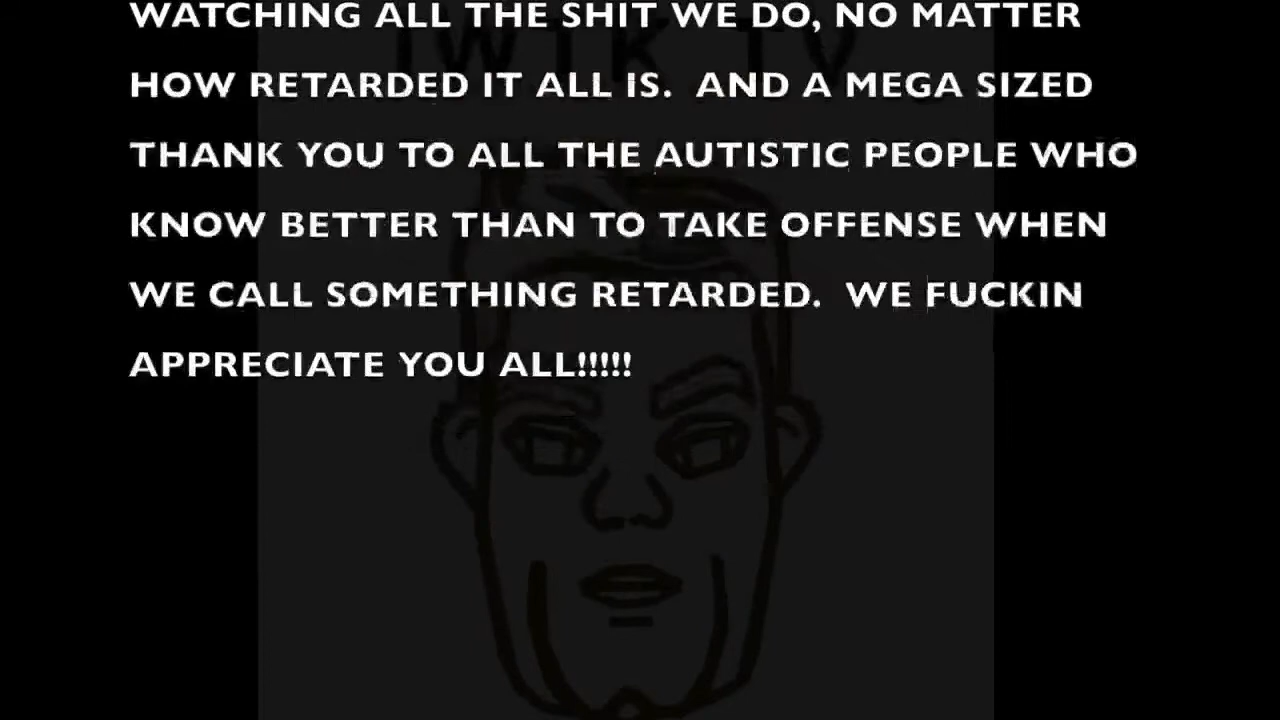 WATCHING ALL THE SHIT WE DO, NO MATTER
HOW RETARDED IT ALL IS.  AND A MEGA SIZED
THANK YOU TO ALL THE AUTISTIC PEOPLE WHO
KNOW BETTER THAN TO TAKE OFFENSE WHEN
WE CALL SOMETHING RETARDED.  WE FUCKIN
APPRECIATE YOU ALL!!!!!